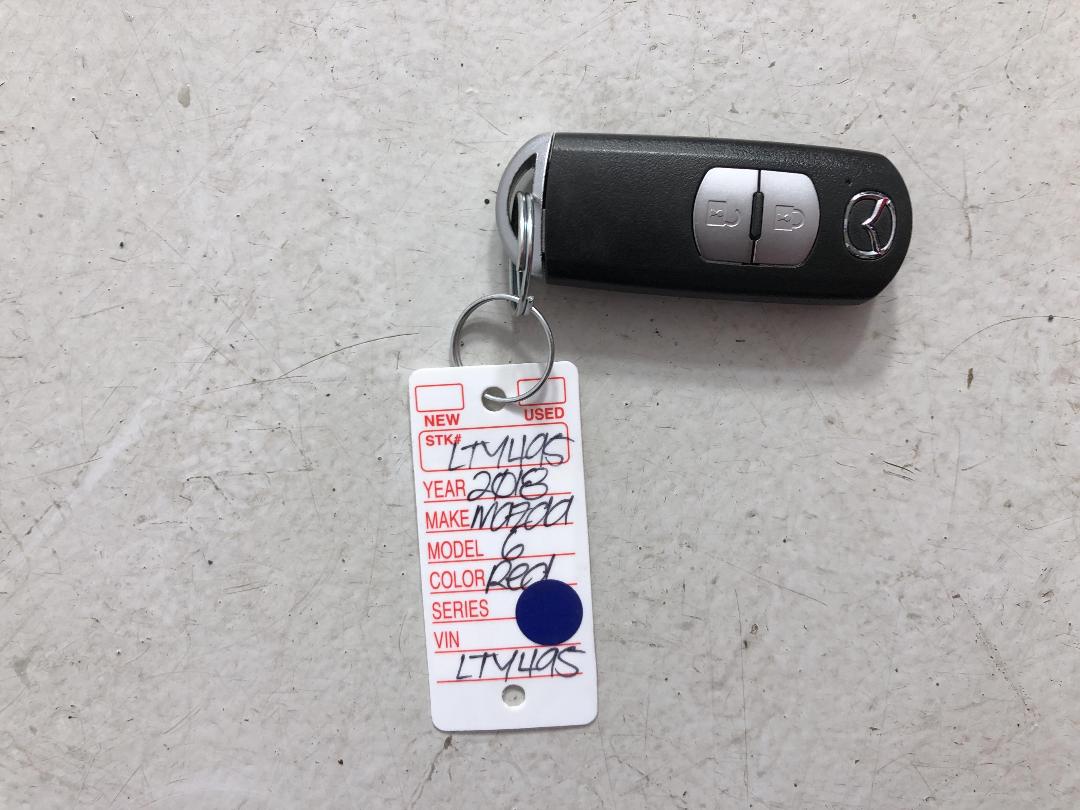 NEW USED
STK# LTY495
YEAR 2018
MAKE Mazda
MODEL 6
COLOR Red
SERIES
VIN
LTY495